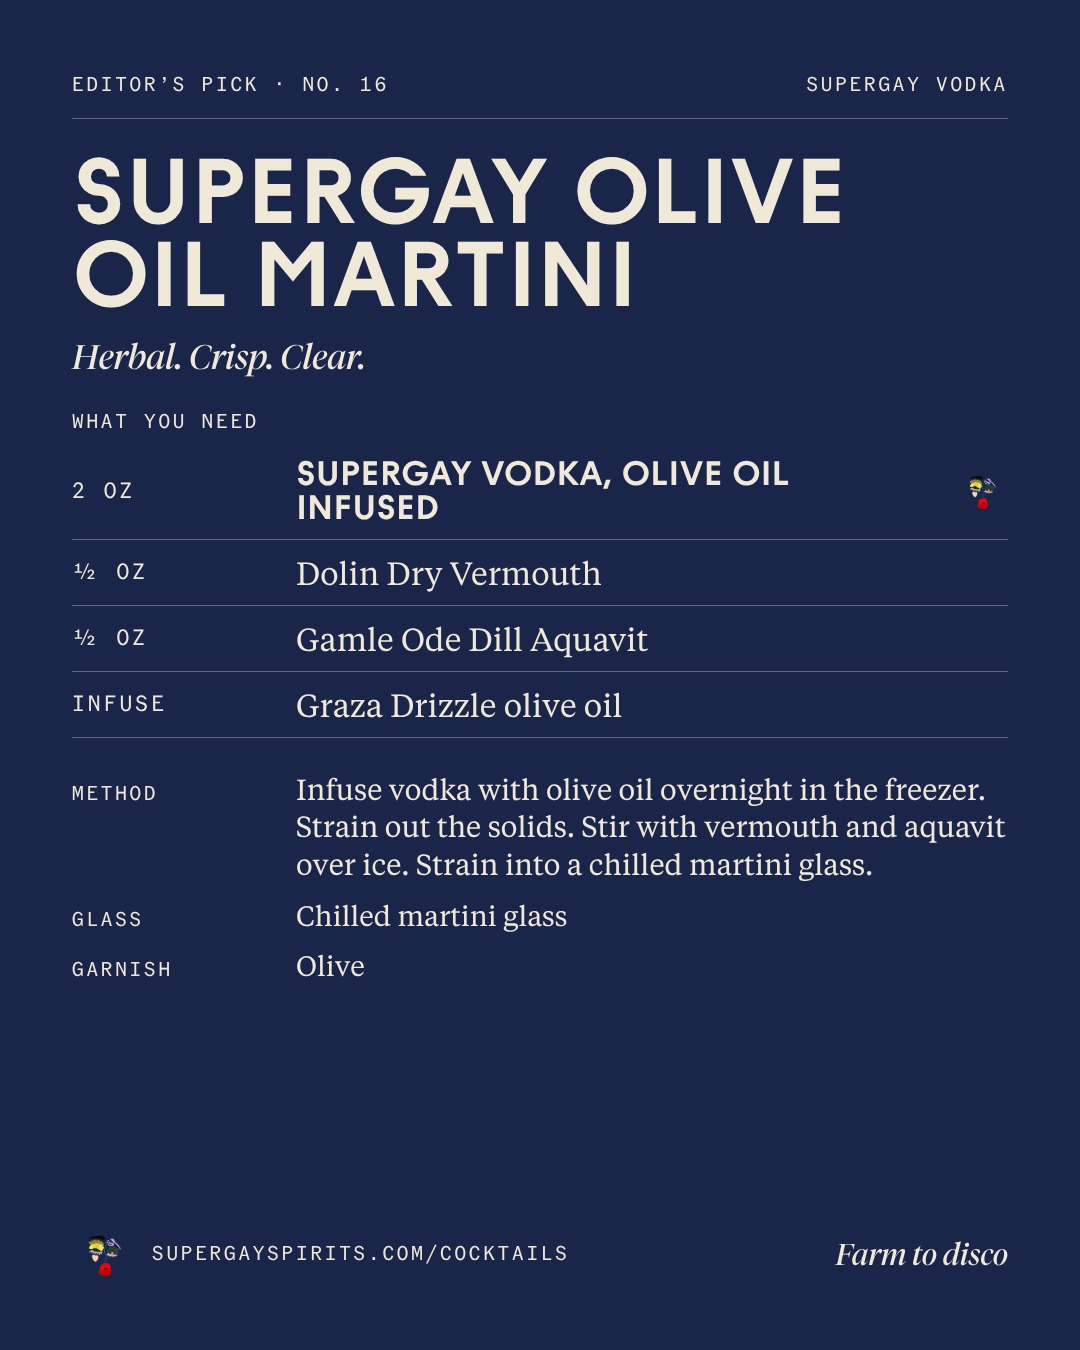 EDITOR’S PICK · NO. 16
SUPERGAY VODKA
SUPERGAY OLIVE
OIL MARTINI
Herbal. Crisp. Clear.
WHAT YOU NEED
2 OZ
SUPERGAY VODKA, OLIVE OIL
INFUSED
½ OZ
Dolin Dry Vermouth
½ OZ
Gamle Ode Dill Aquavit
INFUSE
Graza Drizzle olive oil
METHOD
Infuse vodka with olive oil overnight in the freezer.
Strain out the solids. Stir with vermouth and aquavit
over ice. Strain into a chilled martini glass.
GLASS
Chilled martini glass
GARNISH
Olive
SUPERGAYSPIRITS.COM/COCKTAILS
Farm to disco